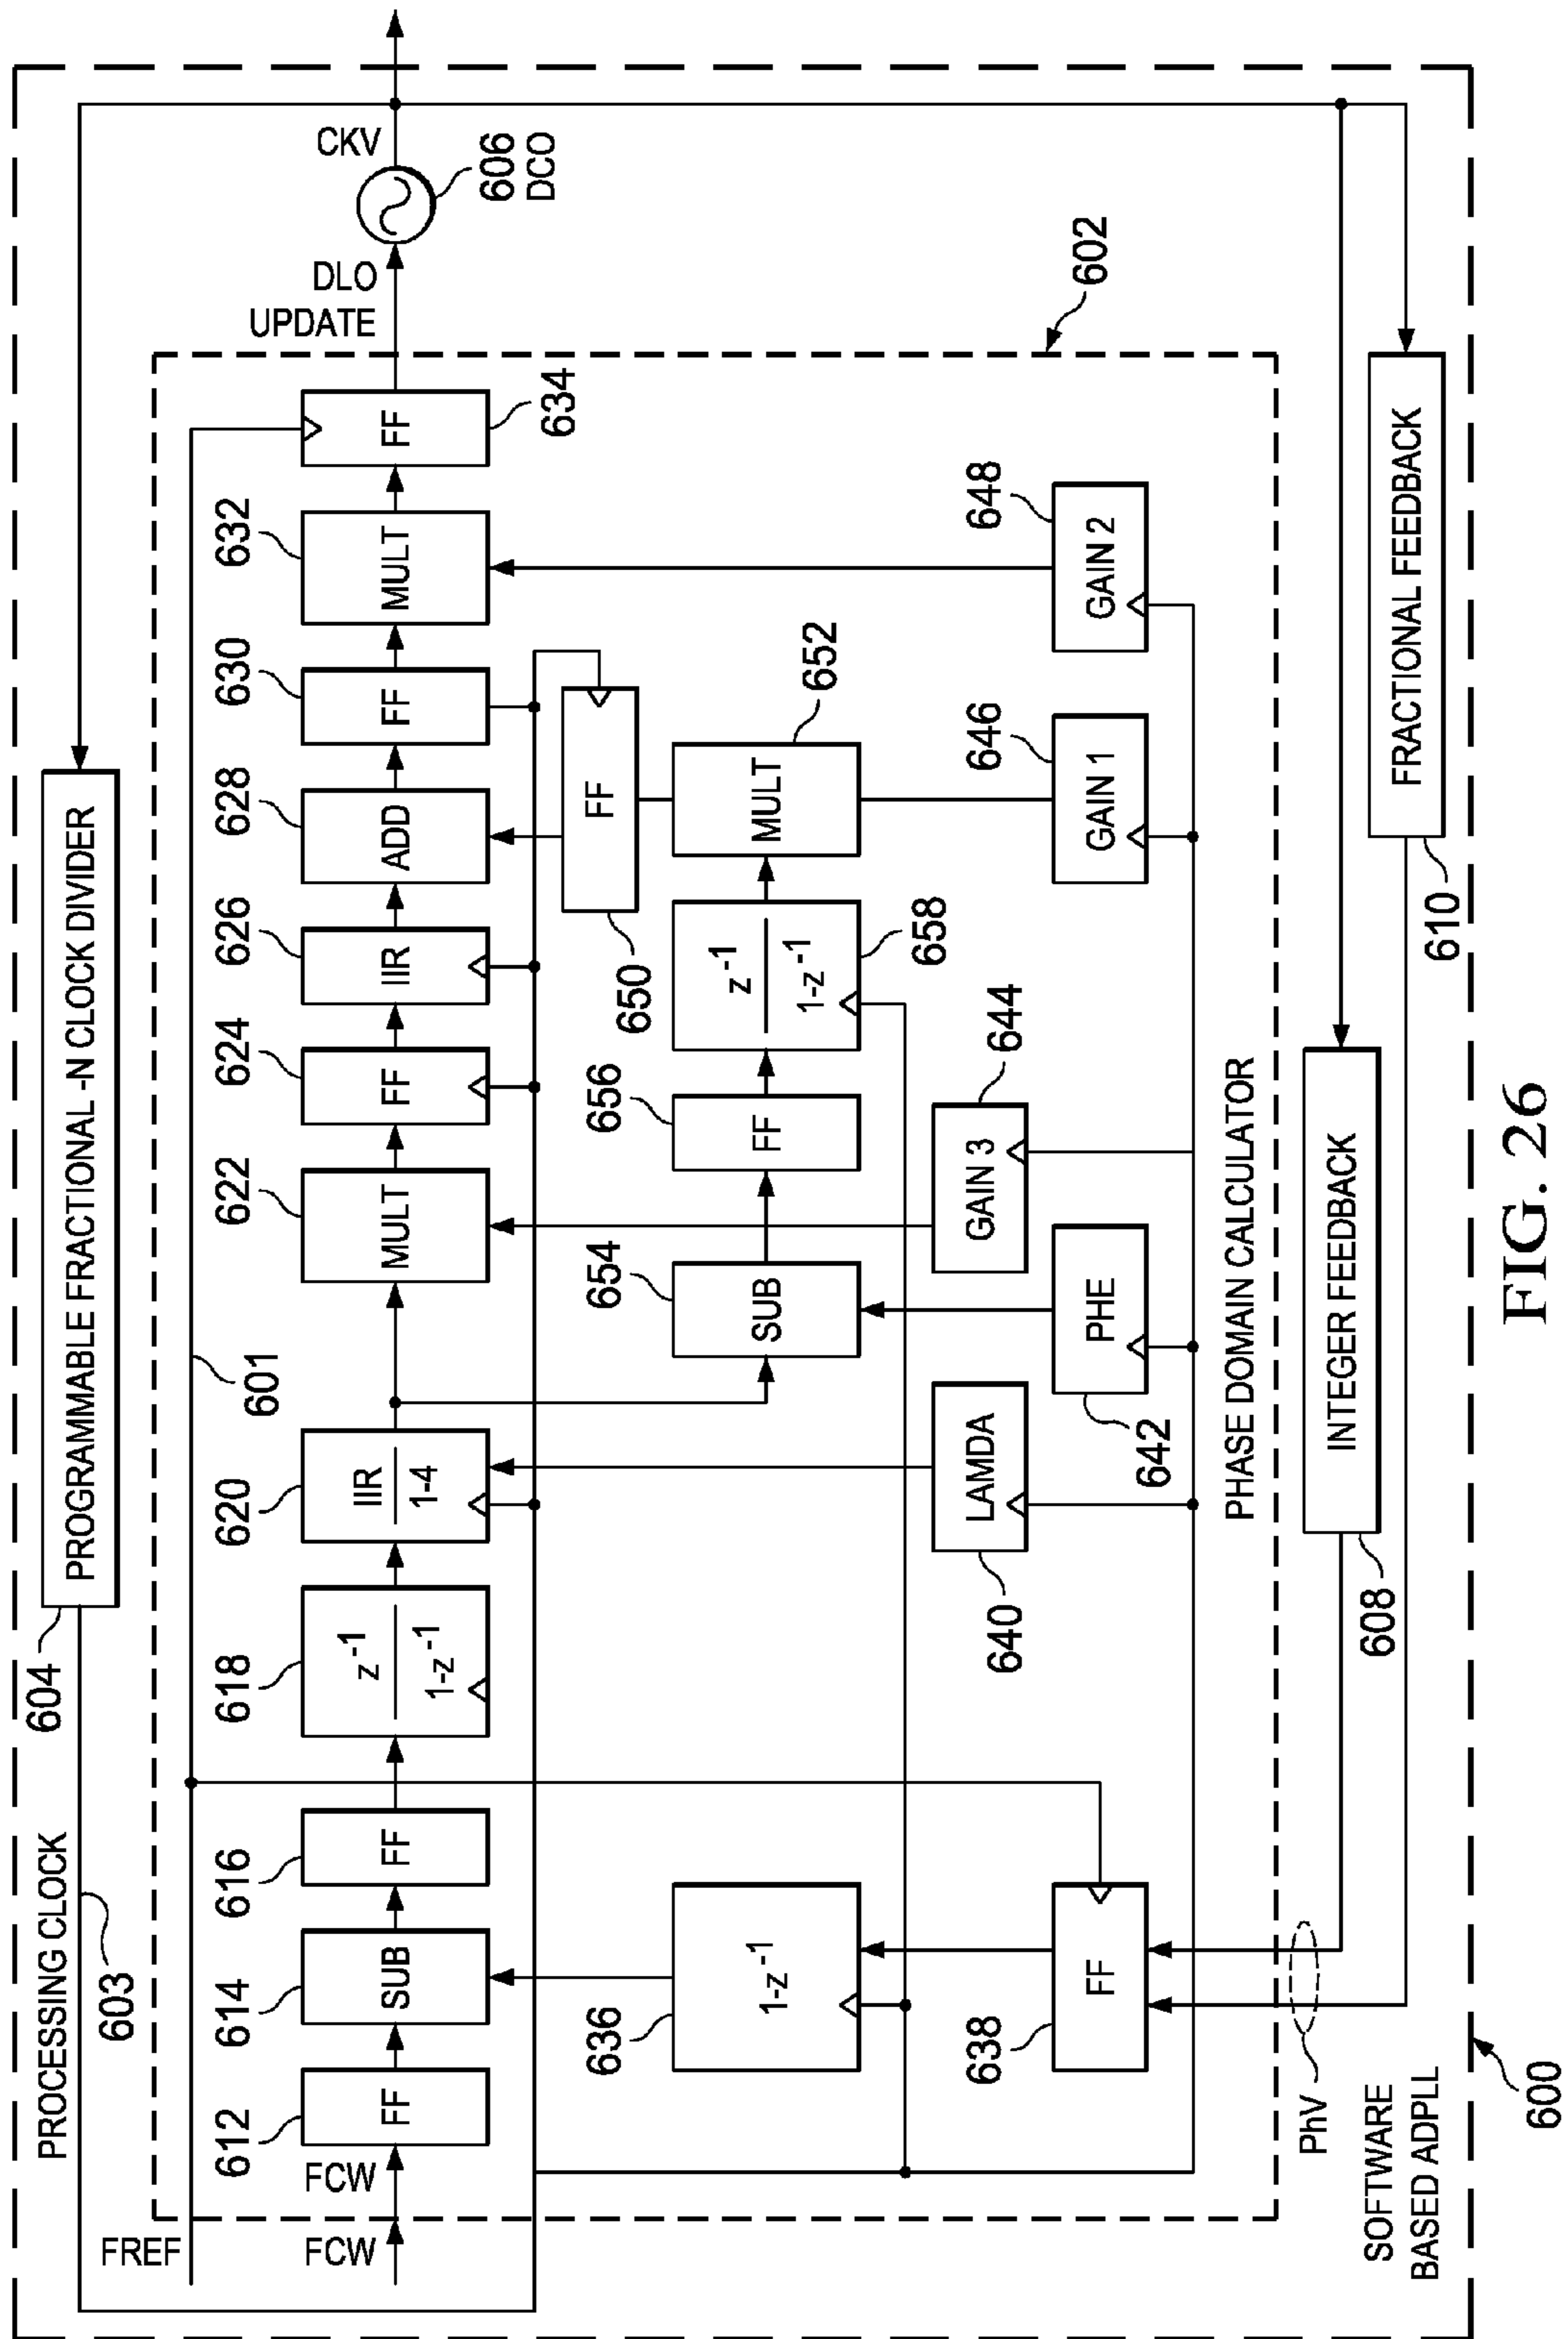 PROCESSING CLOCK
603
604
PROGRAMMABLE FRACTIONAL -N CLOCK DIVIDER
FREF
601
FCW
FCW
612
FF
614
SUB
616
FF
618
z⁻¹
1-z⁻¹
620
IIR
1-4
622
MULT
624
FF
626
IIR
628
ADD
630
FF
632
MULT
634
FF
DLO
UPDATE
CKV
606
DCO
602
636
1-z⁻¹
638
FF
654
SUB
656
FF
658
z⁻¹
1-z⁻¹
650
FF
652
MULT
640
LAMDA
642
PHE
644
GAIN 3
646
GAIN 1
648
GAIN 2
PHASE DOMAIN CALCULATOR
PhV
608
INTEGER FEEDBACK
610
FRACTIONAL FEEDBACK
SOFTWARE
BASED ADPLL
600
FIG. 26